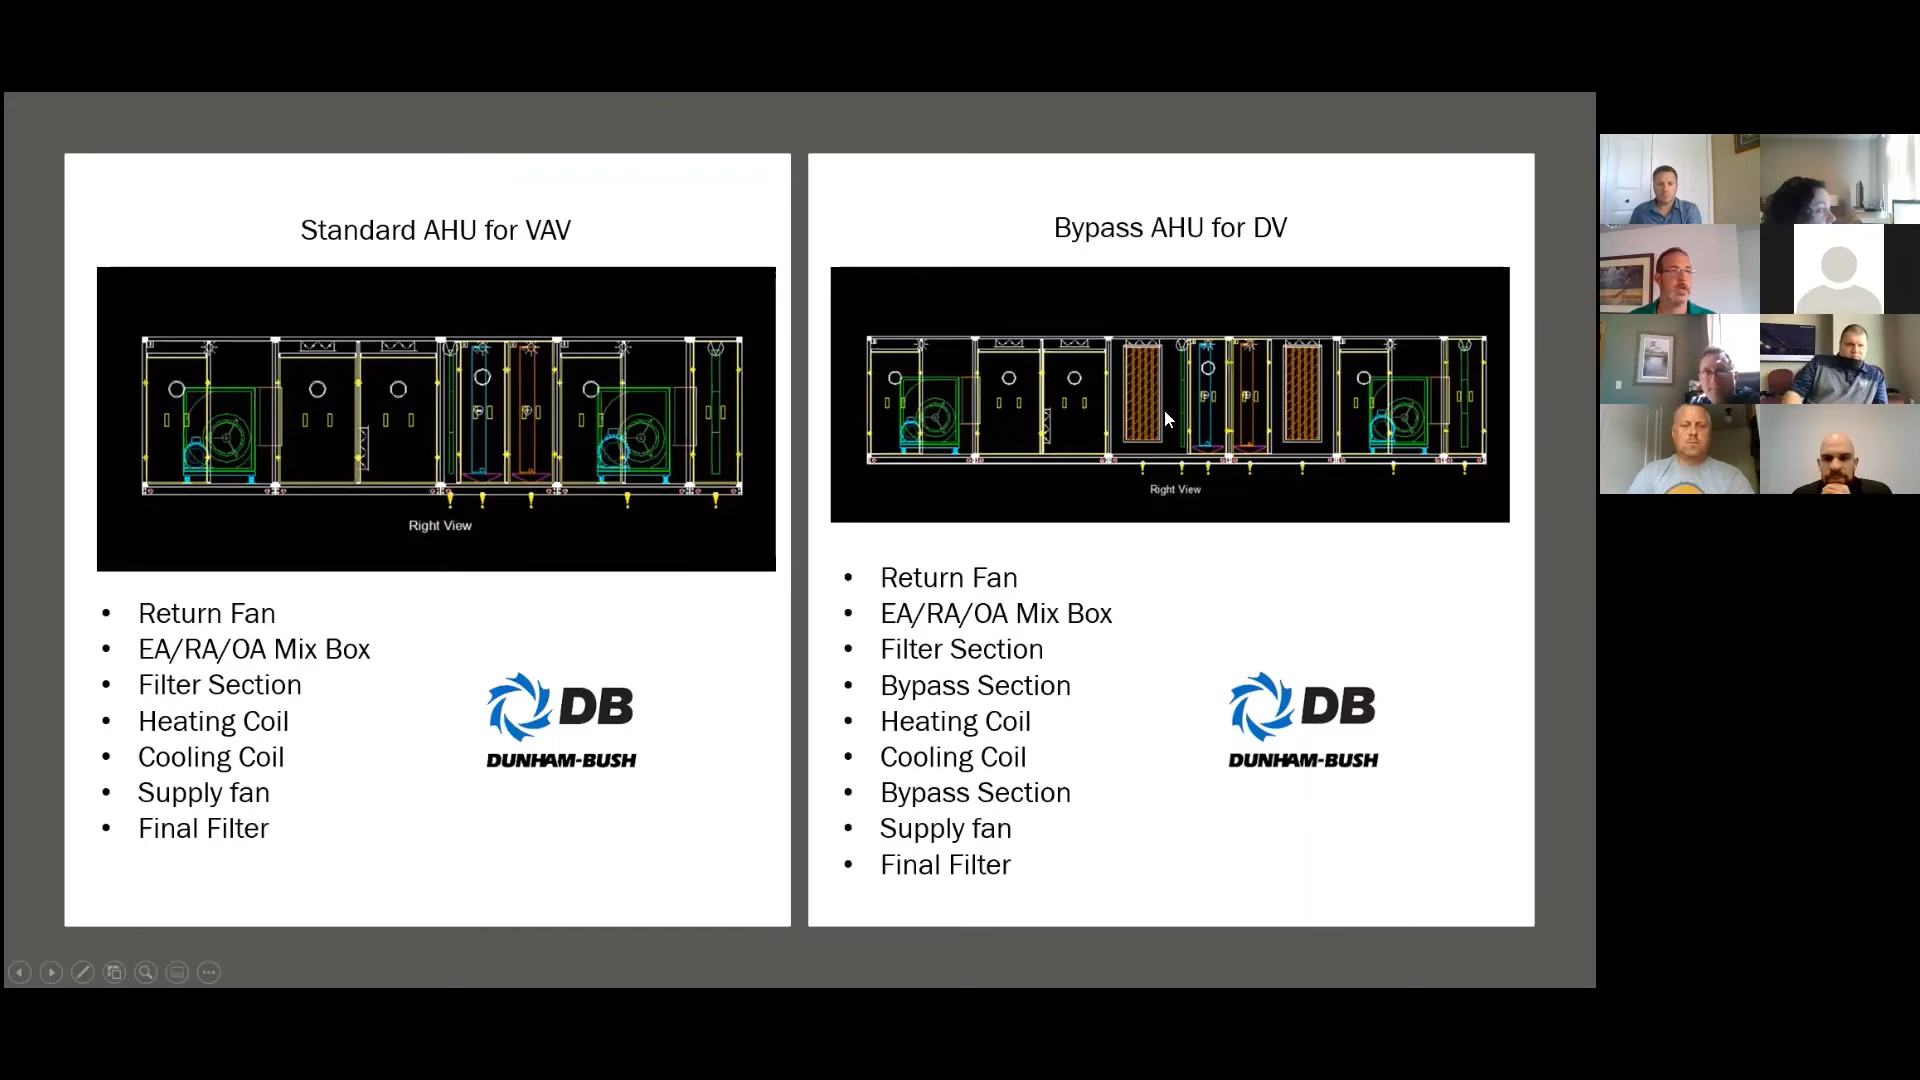 Standard AHU for VAV
Right View
• Return Fan
• EA/RA/OA Mix Box
• Filter Section
• Heating Coil
• Cooling Coil
• Supply fan
• Final Filter
DB
DUNHAM-BUSH
Bypass AHU for DV
Right View
• Return Fan
• EA/RA/OA Mix Box
• Filter Section
• Bypass Section
• Heating Coil
• Cooling Coil
• Bypass Section
• Supply fan
• Final Filter
DB
DUNHAM-BUSH